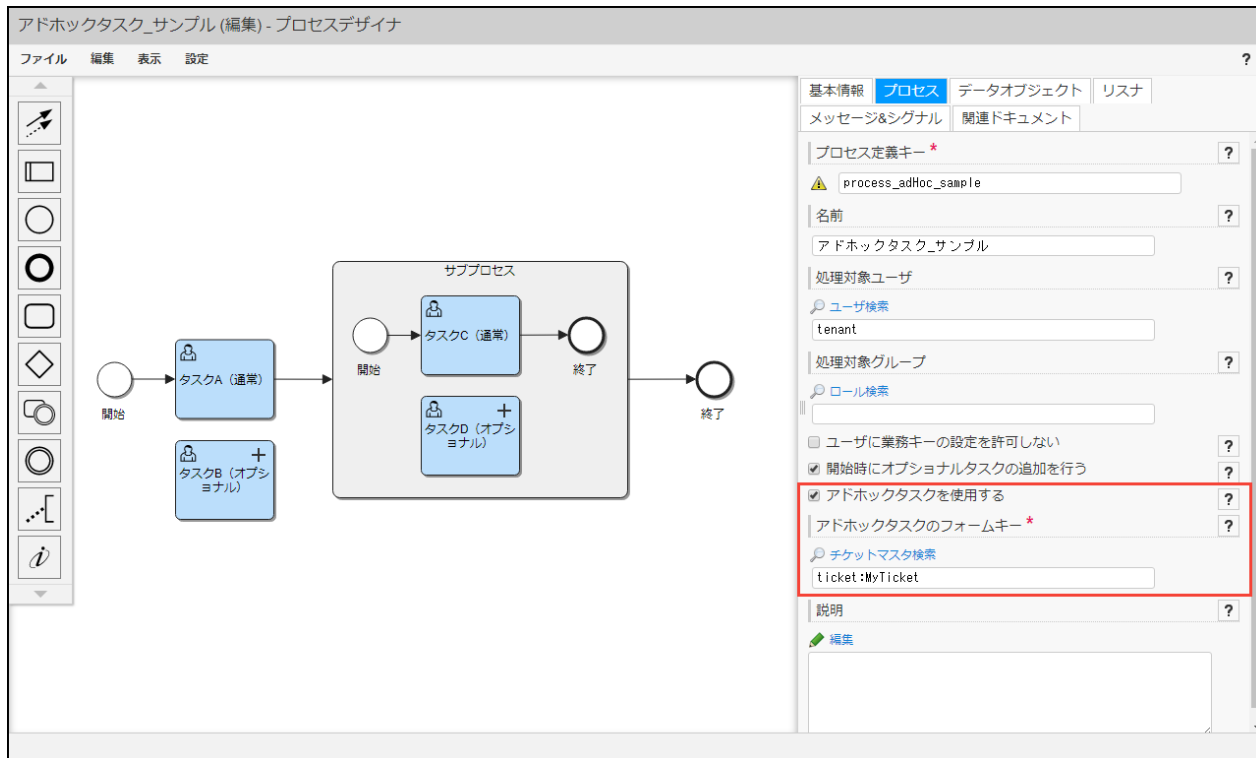 アドホックタスク_サンプル (編集) - プロセスデザイナ
ファイル 編集 表示 設定 ?
基本情報 プロセス データオブジェクト リスナ
メッセージ&シグナル 関連ドキュメント
プロセス定義キー * ?
process_adHoc_sample
名前 ?
アドホックタスク_サンプル
処理対象ユーザ ?
ユーザ検索
tenant
処理対象グループ ?
ロール検索
ユーザに業務キーの設定を許可しない ?
開始時にオプショナルタスクの追加を行う ?
アドホックタスクを使用する ?
アドホックタスクのフォームキー * ?
チケットマスタ検索
ticket:MyTicket
説明 ?
編集
開始
タスクA（通常）
タスクB（オプシ
ョナル）
サブプロセス
開始
タスクC（通常）
終了
タスクD（オプシ
ョナル）
終了
i